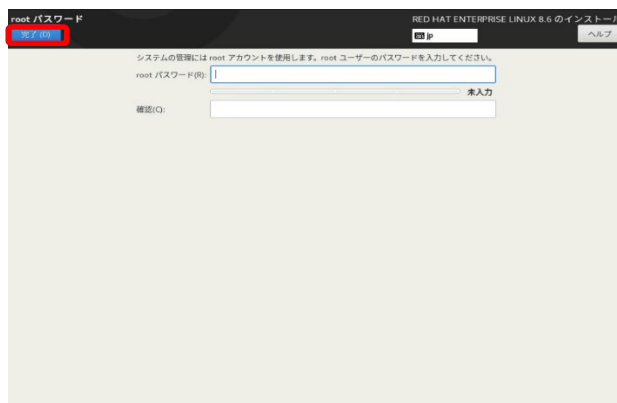 root パスワード
RED HAT ENTERPRISE LINUX 8.6 のインストール
完了(D)
jp
ヘルプ
システムの管理には root アカウントを使用します。root ユーザーのパスワードを入力してください。
root パスワード(R):
未入力
確認(C):